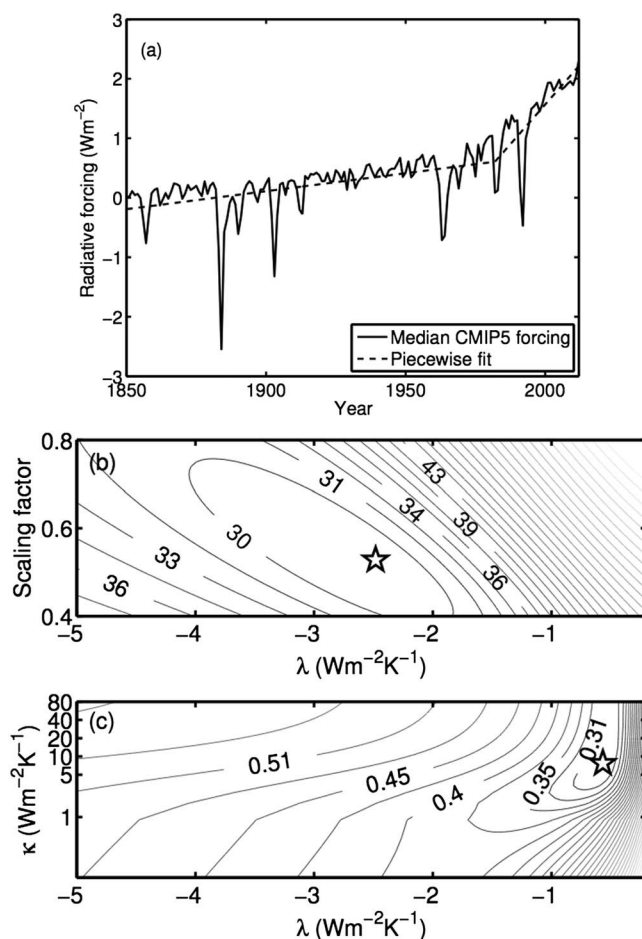 (a)
3
2
1
0
−1
−2
−3
Radiative forcing (Wm−2)
Median CMIP5 forcing
Piecewise fit
1850 1900 1950 2000
Year
(b)
0.8
0.6
0.4
Scaling factor
43
31
34
39
30
33
36
36
−5 −4 −3 −2 −1
λ (Wm−2K−1)
(c)
80
40
20
10
5
1
κ (Wm−2K−1)
0.31
0.51
0.45
0.4
0.35
−5 −4 −3 −2 −1
λ (Wm−2K−1)